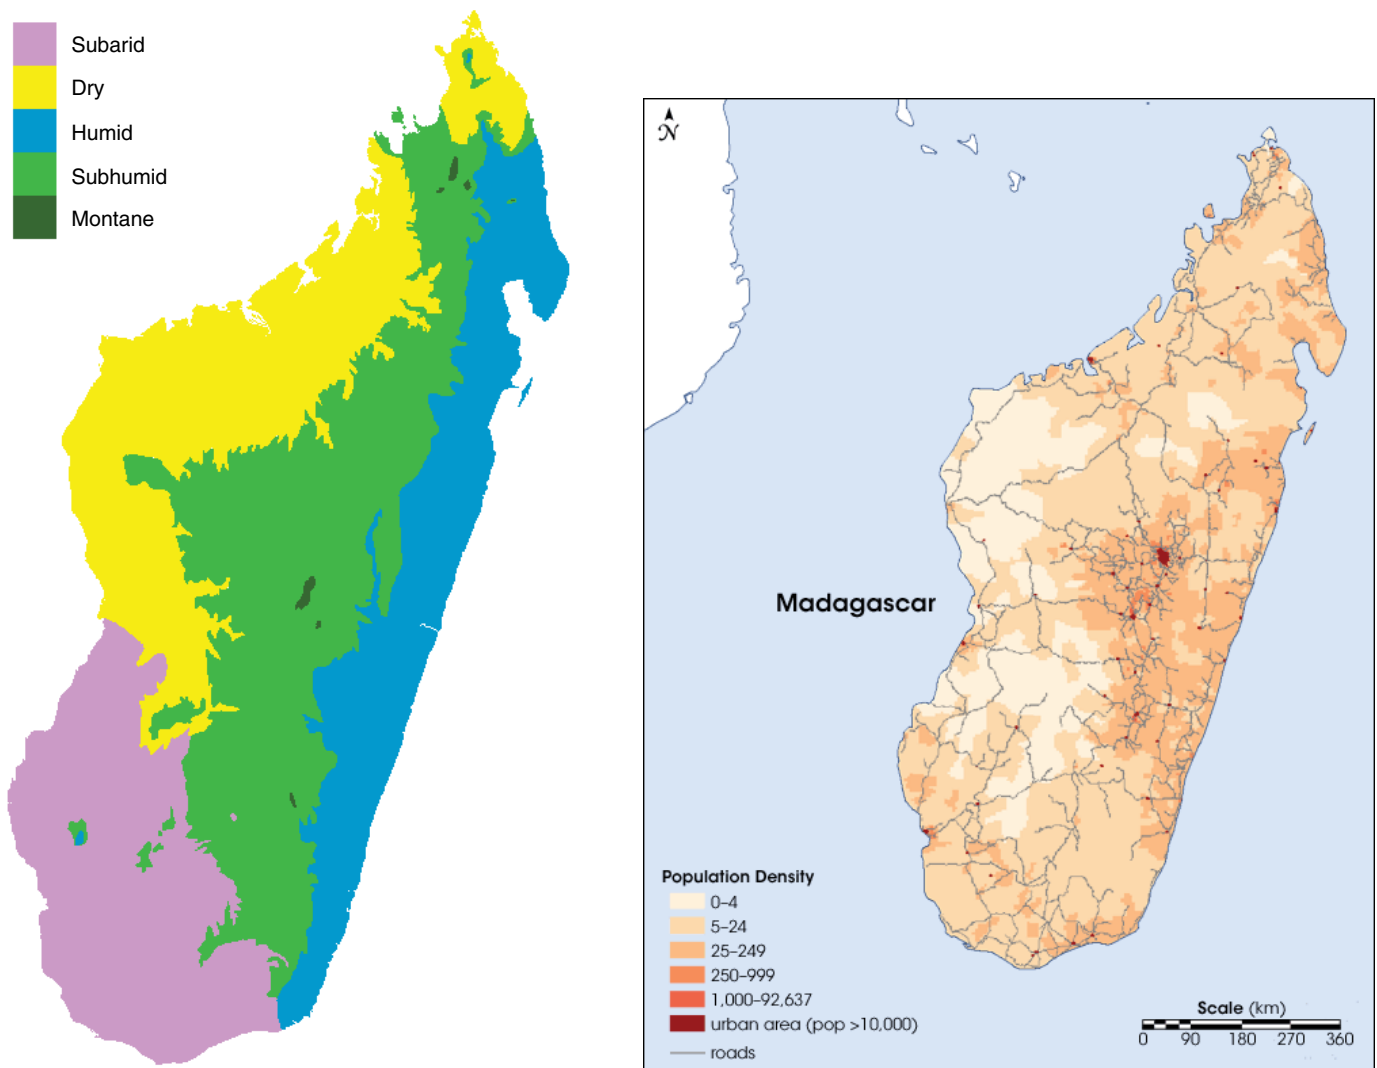 Subarid
Dry
Humid
Subhumid
Montane
N
Madagascar
Population Density
0–4
5–24
25–249
250–999
1,000–92,637
urban area (pop >10,000)
roads
Scale (km)
0 90 180 270 360